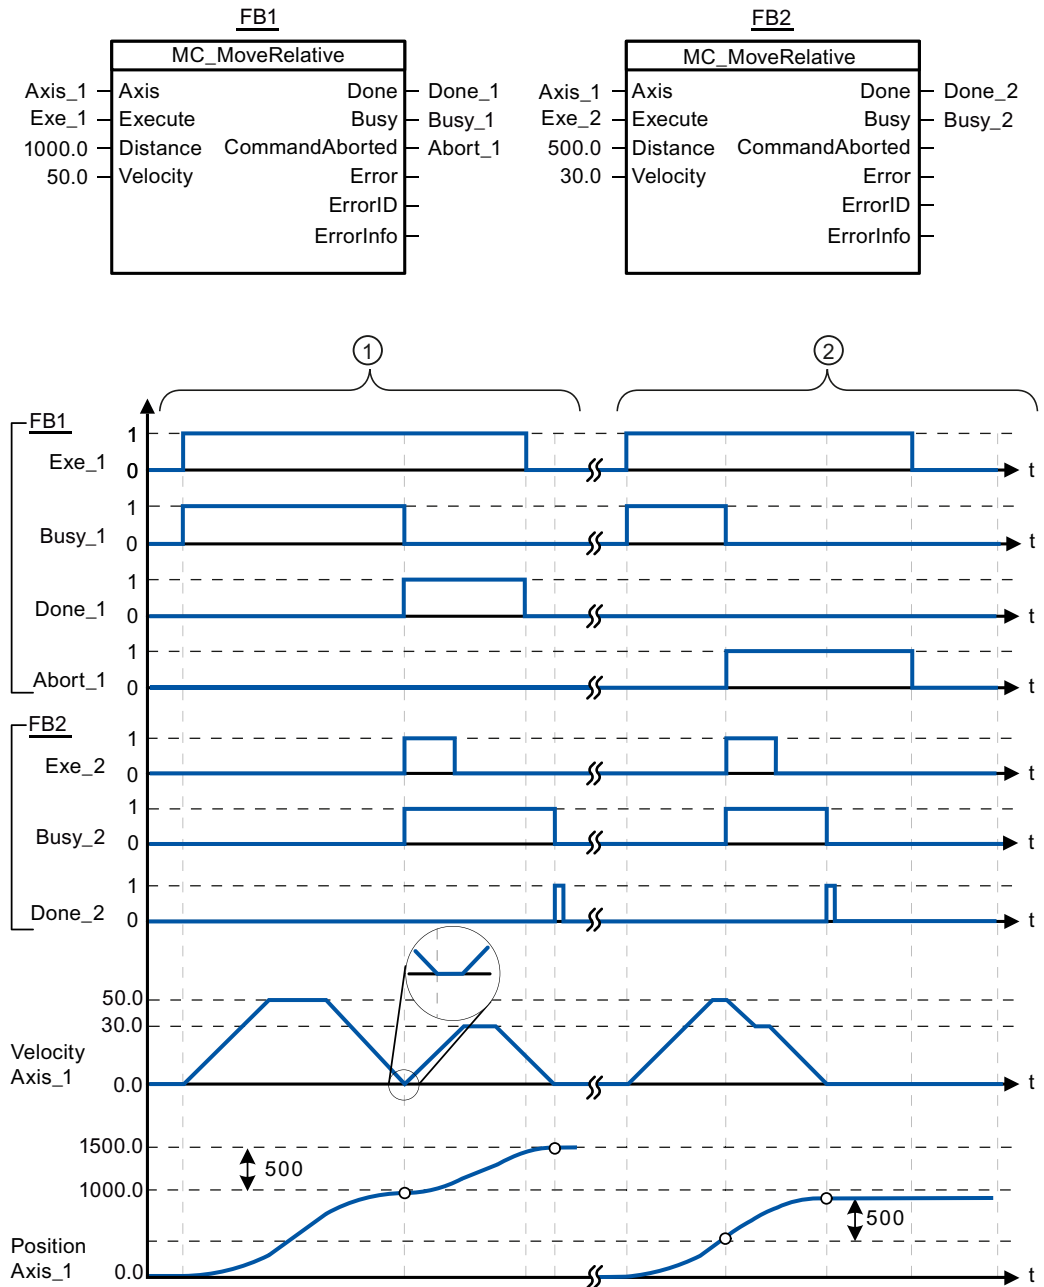 FB1 FB2
MC_MoveRelative MC_MoveRelative
Axis_1 Axis Done Done_1 Axis_1 Axis Done Done_2
Exe_1 Execute Busy Busy_1 Exe_2 Execute Busy Busy_2
1000.0 Distance CommandAborted Abort_1 500.0 Distance CommandAborted
50.0 Velocity Error 30.0 Velocity Error
ErrorID ErrorID
ErrorInfo ErrorInfo
1 2
FB1
1
Exe_1 0 t
1
Busy_1 0 t
1
Done_1 0 t
1
Abort_1 0 t
FB2
1
Exe_2 0 t
1
Busy_2 0 t
1
Done_2 0 t
50.0
30.0
Velocity
Axis_1 0.0 t
1500.0
500
1000.0
500
Position
Axis_1 0.0 t